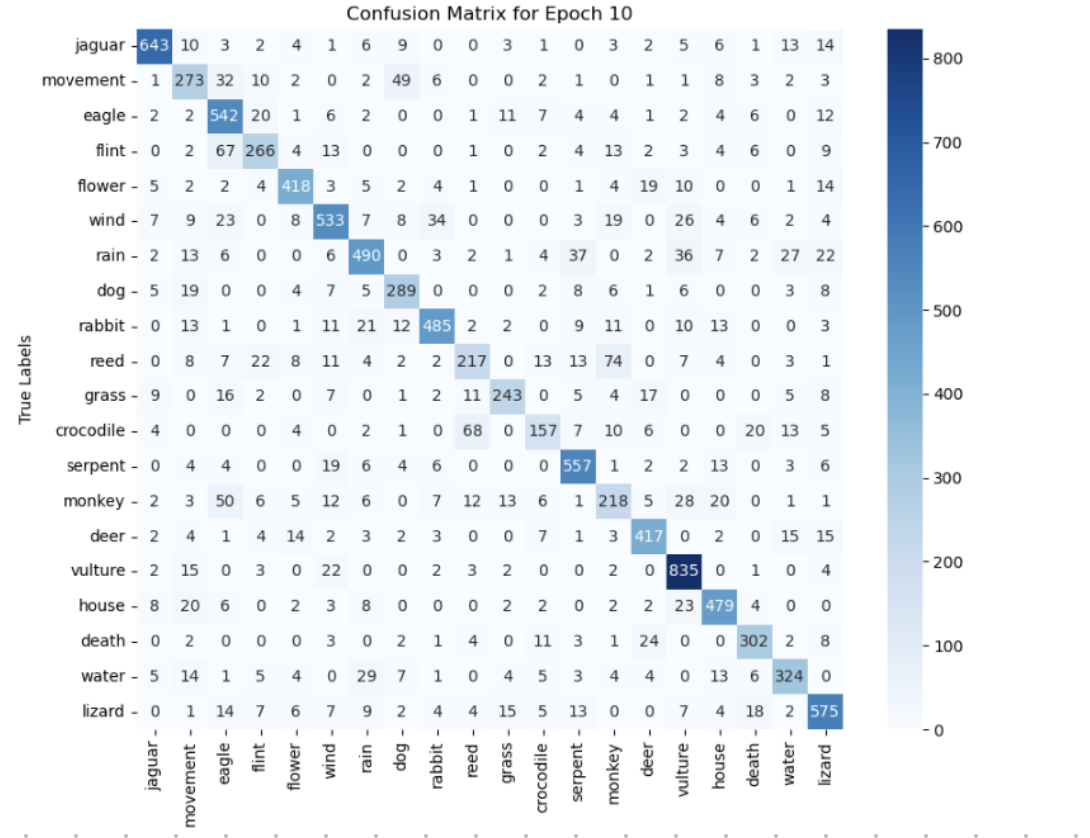 Confusion Matrix for Epoch 10
jaguar 643 10 3 2 4 1 6 9 0 0 3 1 0 3 2 5 6 1 13 14
movement 1 273 32 10 2 0 2 49 6 0 0 2 1 0 1 1 8 3 2 3
eagle 2 2 542 20 1 6 2 0 0 1 11 7 4 4 1 2 4 6 0 12
flint 0 2 67 266 4 13 0 0 0 1 0 2 4 13 2 3 4 6 0 9
flower 5 2 2 4 418 3 5 2 4 1 0 0 1 4 19 10 0 0 1 14
wind 7 9 23 0 8 533 7 8 34 0 0 0 3 19 0 26 4 6 2 4
rain 2 13 6 0 0 6 490 0 3 2 1 4 37 0 2 36 7 2 27 22
dog 5 19 0 0 4 7 5 289 0 0 0 2 8 6 1 6 0 0 3 8
rabbit 0 13 1 0 1 11 21 12 485 2 2 0 9 11 0 10 13 0 0 3
reed 0 8 7 22 8 11 4 2 2 217 0 13 13 74 0 7 4 0 3 1
grass 9 0 16 2 0 7 0 1 2 11 243 0 5 4 17 0 0 0 5 8
crocodile 4 0 0 0 4 0 2 1 0 68 0 157 7 10 6 0 0 20 13 5
serpent 0 4 4 0 0 19 6 4 6 0 0 0 557 1 2 2 13 0 3 6
monkey 2 3 50 6 5 12 6 0 7 12 13 6 1 218 5 28 20 0 1 1
deer 2 4 1 4 14 2 3 2 3 0 0 7 1 3 417 0 2 0 15 15
vulture 2 15 0 3 0 22 0 0 2 3 2 0 0 2 0 835 0 1 0 4
house 8 20 6 0 2 3 8 0 0 0 2 2 0 2 2 23 479 4 0 0
death 0 2 0 0 0 3 0 2 1 4 0 11 3 1 24 0 0 302 2 8
water 5 14 1 5 4 0 29 7 1 0 4 5 3 4 4 0 13 6 324 0
lizard 0 1 14 7 6 7 9 2 4 4 15 5 13 0 0 7 4 18 2 575
jaguar movement eagle flint flower wind rain dog rabbit reed grass crocodile serpent monkey deer vulture house death water lizard
True Labels
800
700
600
500
400
300
200
100
0